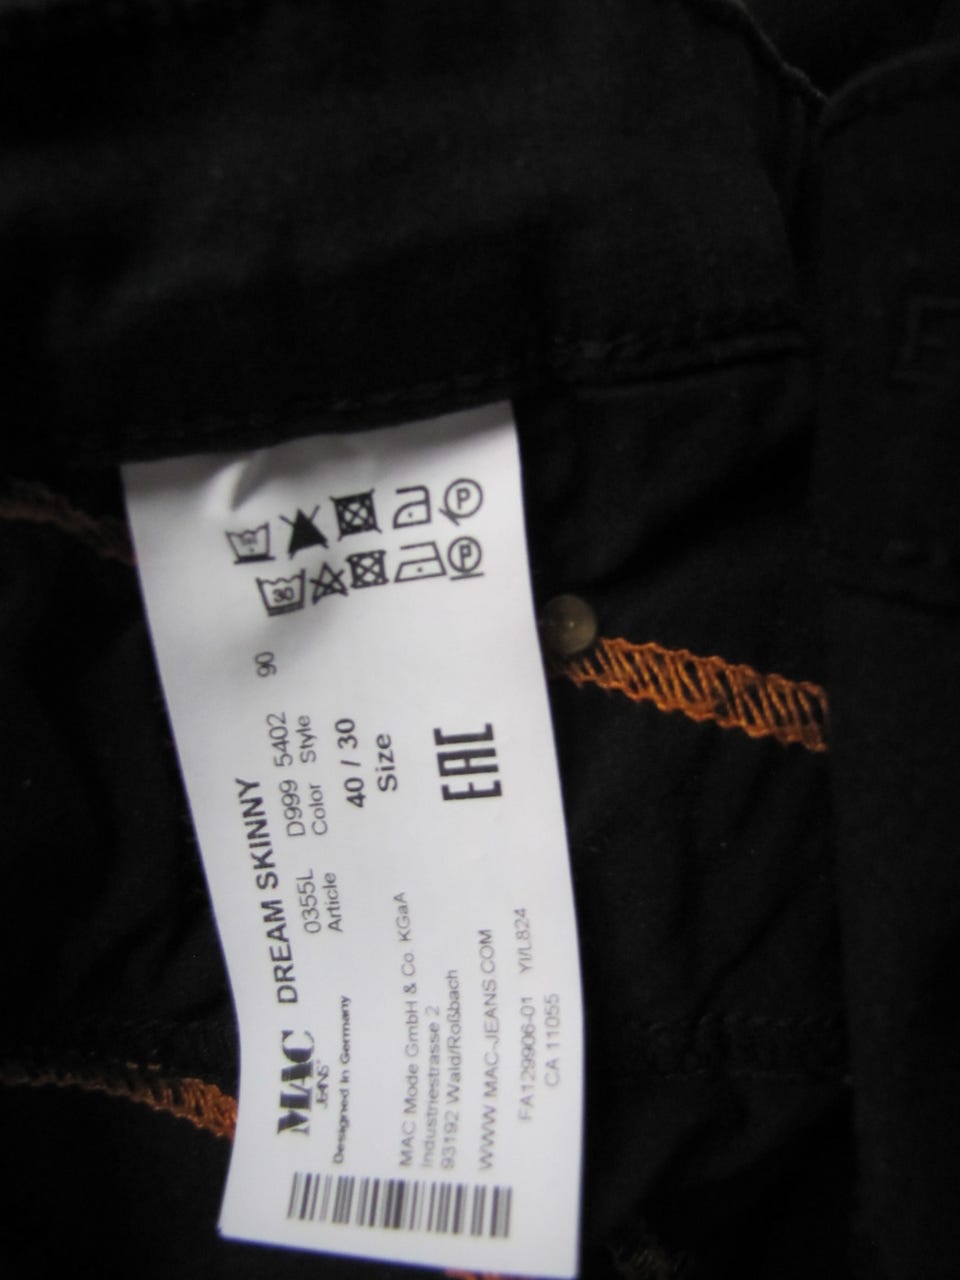 MAC DREAM SKINNY 90
JEANS
Designed in Germany
0355L D999 5402
Article Color Style
40 / 30
Size
MAC Mode GmbH & Co. KGaA
Industriestrasse 2
93192 Wald/Roßbach
WWW.MAC-JEANS.COM
EAC
FA129906-01 YI/L824
CA 11055
30
P
P